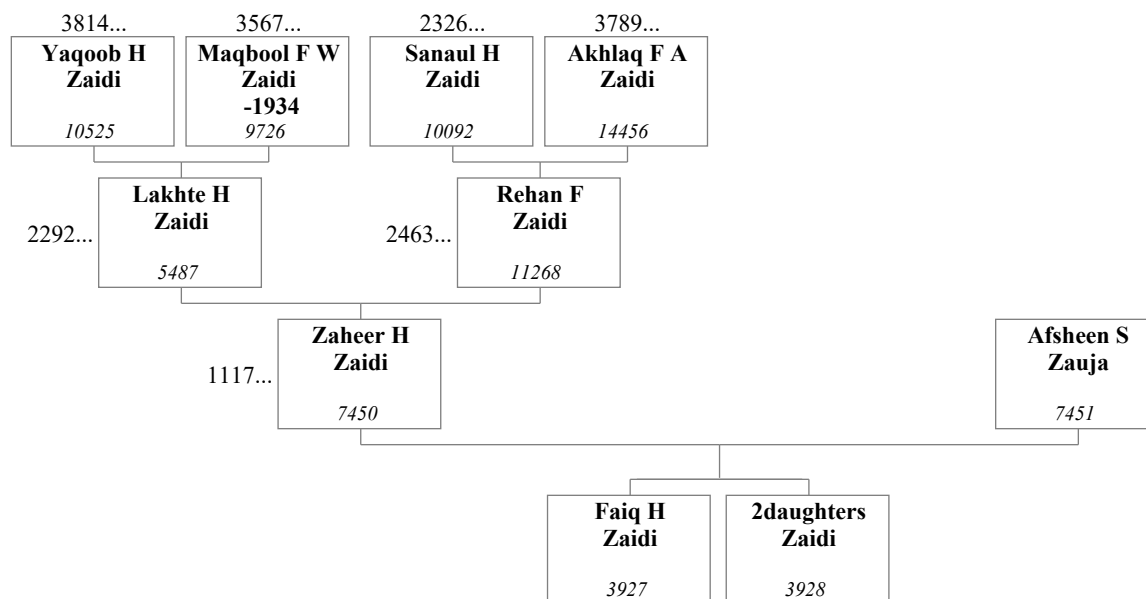 3814...
3567...
2326...
3789...
Yaqoob H
Zaidi
10525
Maqbool F W
Zaidi
-1934
9726
Sanaul H
Zaidi
10092
Akhlaq F A
Zaidi
14456
2292...
Lakhte H
Zaidi
5487
2463...
Rehan F
Zaidi
11268
1117...
Zaheer H
Zaidi
7450
Afsheen S
Zauja
7451
Faiq H
Zaidi
3927
2daughters
Zaidi
3928